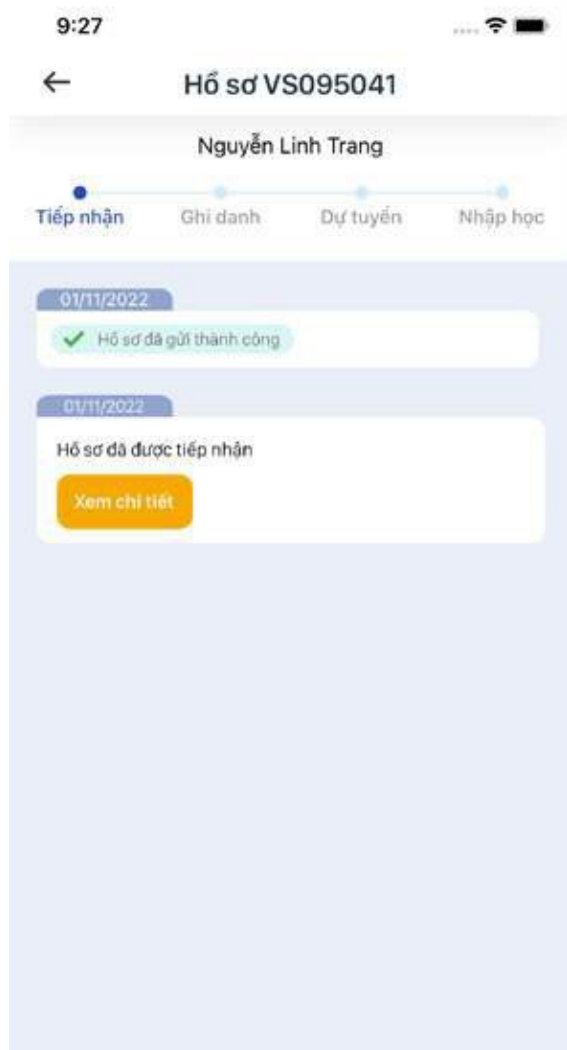 9:27
Hồ sơ VS095041
Nguyễn Linh Trang
Tiếp nhận Ghi danh Dự tuyển Nhập học
01/11/2022
Hồ sơ đã gửi thành công
01/11/2022
Hồ sơ đã được tiếp nhận
Xem chi tiết